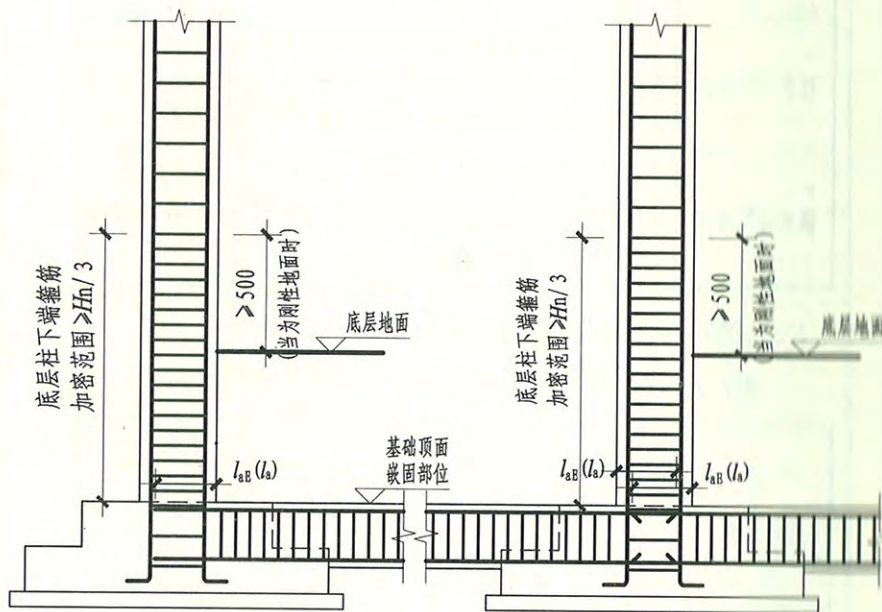 底层柱下端箍筋
加密范围≥Hn/3
≥500
(当为刚性地面时)
底层地面
laE(la)
基础顶面
嵌固部位
底层柱下端箍筋
加密范围≥Hn/3
≥500
(当为刚性地面时)
底层地面
laE(la)
laE(la)